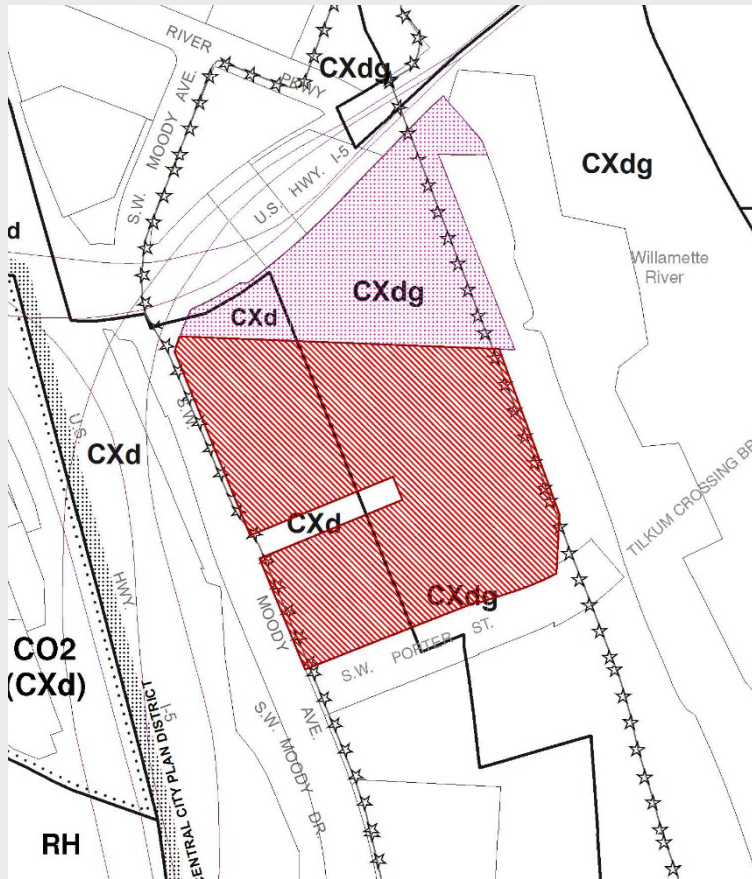 RIVER
PKWY
CXdg
S.W. MOODY AVE.
U.S. HWY. I-5
CXdg
Willamette
River
d
CXdg
CXd
S.W.
U.S.
CXd
CXd
TILKUM CROSSING BR
HWY.
MOODY
CXdg
S.W. PORTER ST.
CO2
(CXd)
I-5
AVE.
S.W. MOODY DR.
CENTRAL CITY PLAN DISTRICT
RH